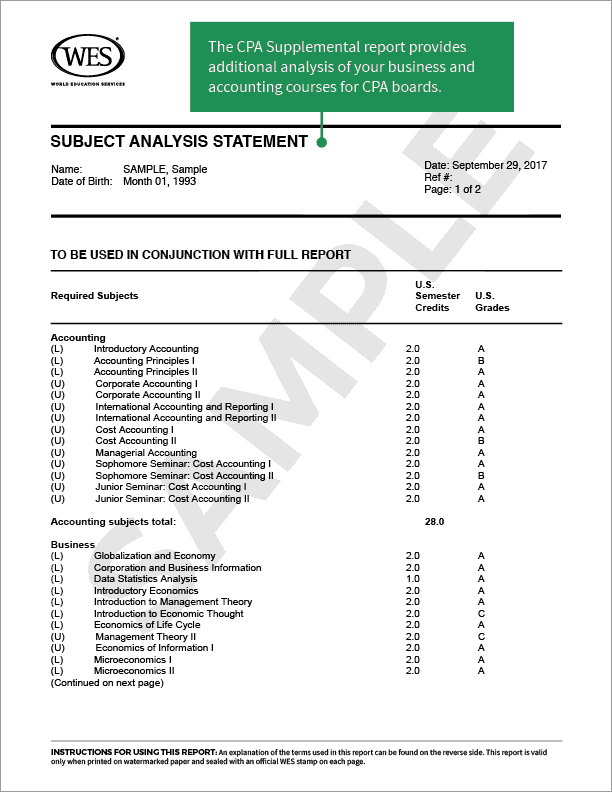 WES
WORLD EDUCATION SERVICES
The CPA Supplemental report provides
additional analysis of your business and
accounting courses for CPA boards.
SUBJECT ANALYSIS STATEMENT
Name: SAMPLE, Sample
Date of Birth: Month 01, 1993
Date: September 29, 2017
Ref #:
Page: 1 of 2
TO BE USED IN CONJUNCTION WITH FULL REPORT
Required Subjects
U.S.
Semester
Credits
U.S.
Grades
Accounting
(L) Introductory Accounting 2.0 A
(L) Accounting Principles I 2.0 B
(L) Accounting Principles II 2.0 A
(U) Corporate Accounting I 2.0 A
(U) Corporate Accounting II 2.0 A
(U) International Accounting and Reporting I 2.0 A
(U) International Accounting and Reporting II 2.0 A
(U) Cost Accounting I 2.0 A
(U) Cost Accounting II 2.0 B
(U) Managerial Accounting 2.0 A
(U) Sophomore Seminar: Cost Accounting I 2.0 A
(U) Sophomore Seminar: Cost Accounting II 2.0 B
(U) Junior Seminar: Cost Accounting I 2.0 A
(U) Junior Seminar: Cost Accounting II 2.0 A
Accounting subjects total: 28.0
Business
(L) Globalization and Economy 2.0 A
(L) Corporation and Business Information 2.0 A
(L) Data Statistics Analysis 1.0 A
(L) Introductory Economics 2.0 A
(L) Introduction to Management Theory 2.0 A
(L) Introduction to Economic Thought 2.0 C
(L) Economics of Life Cycle 2.0 A
(U) Management Theory II 2.0 C
(U) Economics of Information I 2.0 A
(L) Microeconomics I 2.0 A
(L) Microeconomics II 2.0 A
(Continued on next page)
SAMPLE
INSTRUCTIONS FOR USING THIS REPORT: An explanation of the terms used in this report can be found on the reverse side. This report is valid
only when printed on watermarked paper and sealed with an official WES stamp on each page.